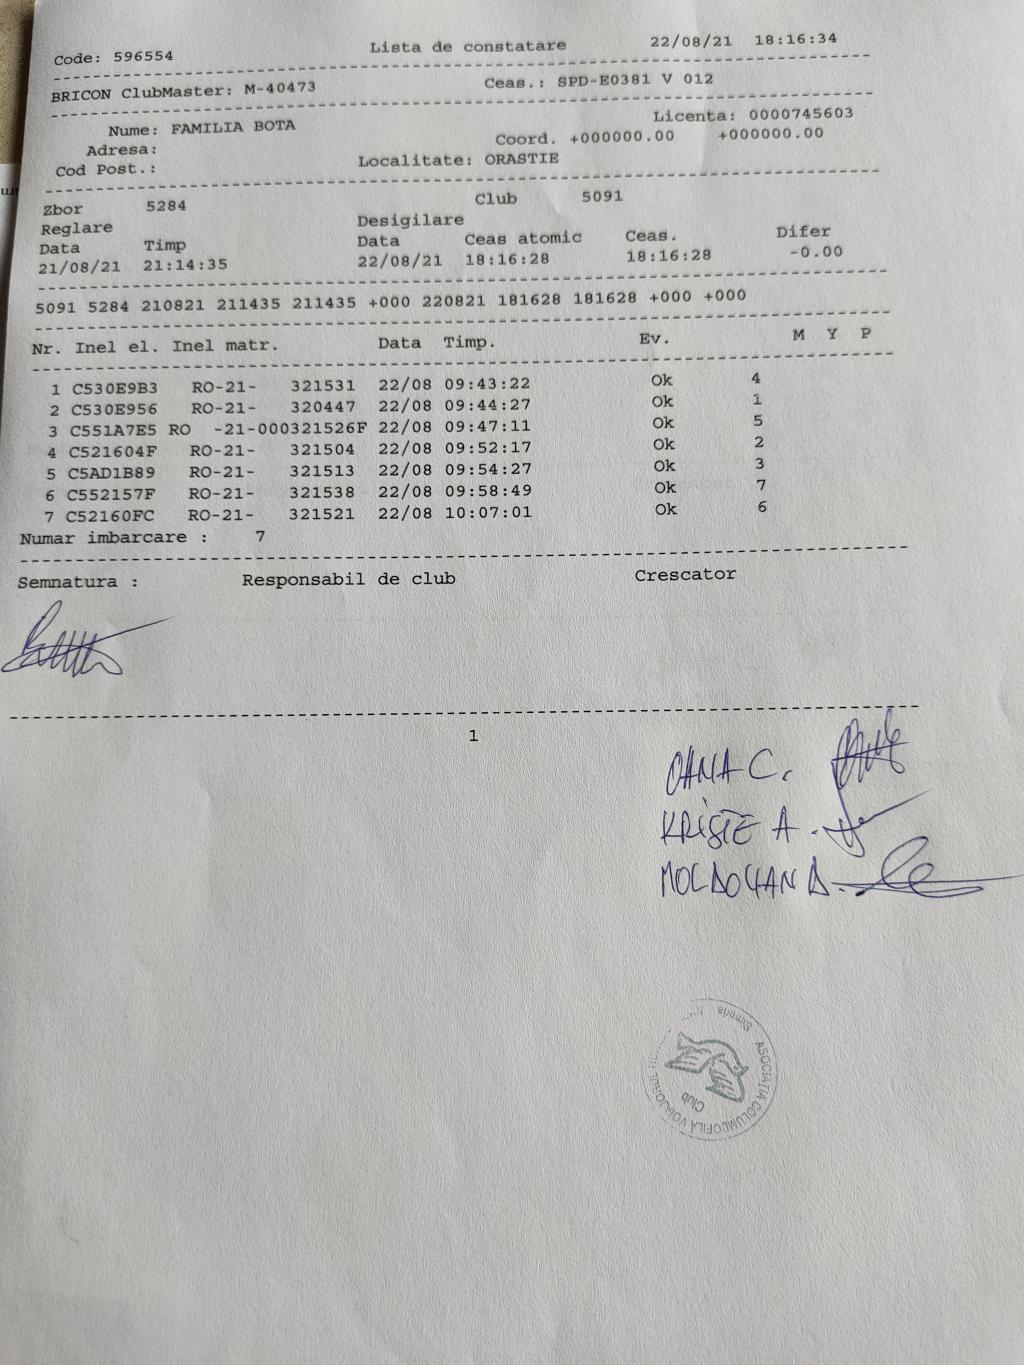 Code: 596554 Lista de constatare 22/08/21 18:16:34
BRICON ClubMaster: M-40473 Ceas.: SPD-E0381 V 012
Licenta: 0000745603
Nume: FAMILIA BOTA Coord. +000000.00 +000000.00
Adresa:
Cod Post.: Localitate: ORASTIE
Zbor 5284 Club 5091
Reglare Desigilare
Data Timp Data Ceas atomic Ceas. Difer
21/08/21 21:14:35 22/08/21 18:16:28 18:16:28 -0.00
5091 5284 210821 211435 211435 +000 220821 181628 181628 +000 +000
Nr. Inel el. Inel matr. Data Timp. Ev. M Y P
1 C530E9B3 RO-21- 321531 22/08 09:43:22 Ok 4
2 C530E956 RO-21- 320447 22/08 09:44:27 Ok 1
3 C551A7E5 RO -21-000321526F 22/08 09:47:11 Ok 5
4 C521604F RO-21- 321504 22/08 09:52:17 Ok 2
5 C5AD1B89 RO-21- 321513 22/08 09:54:27 Ok 3
6 C552157F RO-21- 321538 22/08 09:58:49 Ok 7
7 C52160FC RO-21- 321521 22/08 10:07:01 Ok 6
Numar imbarcare : 7
Semnatura : Responsabil de club Crescator
1
OANA C.
KRISTE A.
MOLDOVAN D.
ASOCIATIA COLUMBOFILĂ VOIAJORUL
Club
Simeria